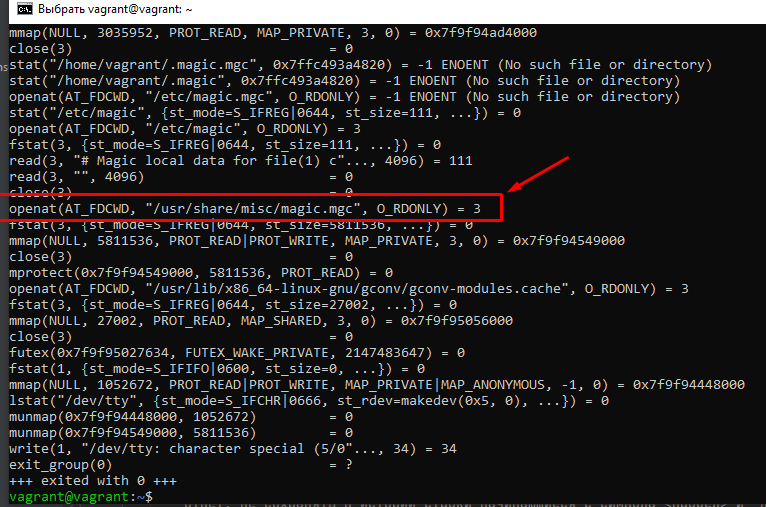 Выбрать vagrant@vagrant: ~
mmap(NULL, 3035952, PROT_READ, MAP_PRIVATE, 3, 0) = 0x7f9f94ad4000
close(3) = 0
stat("/home/vagrant/.magic.mgc", 0x7ffc493a4820) = -1 ENOENT (No such file or directory)
stat("/home/vagrant/.magic", 0x7ffc493a4820) = -1 ENOENT (No such file or directory)
openat(AT_FDCWD, "/etc/magic.mgc", O_RDONLY) = -1 ENOENT (No such file or directory)
stat("/etc/magic", {st_mode=S_IFREG|0644, st_size=111, ...}) = 0
openat(AT_FDCWD, "/etc/magic", O_RDONLY) = 3
fstat(3, {st_mode=S_IFREG|0644, st_size=111, ...}) = 0
read(3, "# Magic local data for file(1) c"..., 4096) = 111
read(3, "", 4096) = 0
close(3) = 0
openat(AT_FDCWD, "/usr/share/misc/magic.mgc", O_RDONLY) = 3
fstat(3, {st_mode=S_IFREG|0644, st_size=5811536, ...}) = 0
mmap(NULL, 5811536, PROT_READ|PROT_WRITE, MAP_PRIVATE, 3, 0) = 0x7f9f94549000
close(3) = 0
mprotect(0x7f9f94549000, 5811536, PROT_READ) = 0
openat(AT_FDCWD, "/usr/lib/x86_64-linux-gnu/gconv/gconv-modules.cache", O_RDONLY) = 3
fstat(3, {st_mode=S_IFREG|0644, st_size=27002, ...}) = 0
mmap(NULL, 27002, PROT_READ, MAP_SHARED, 3, 0) = 0x7f9f95056000
close(3) = 0
futex(0x7f9f95027634, FUTEX_WAKE_PRIVATE, 2147483647) = 0
fstat(1, {st_mode=S_IFIFO|0600, st_size=0, ...}) = 0
mmap(NULL, 1052672, PROT_READ|PROT_WRITE, MAP_PRIVATE|MAP_ANONYMOUS, -1, 0) = 0x7f9f94448000
lstat("/dev/tty", {st_mode=S_IFCHR|0666, st_rdev=makedev(0x5, 0), ...}) = 0
munmap(0x7f9f94448000, 1052672) = 0
munmap(0x7f9f94549000, 5811536) = 0
write(1, "/dev/tty: character special (5/0"..., 34) = 34
exit_group(0) = ?
+++ exited with 0 +++
vagrant@vagrant:~$